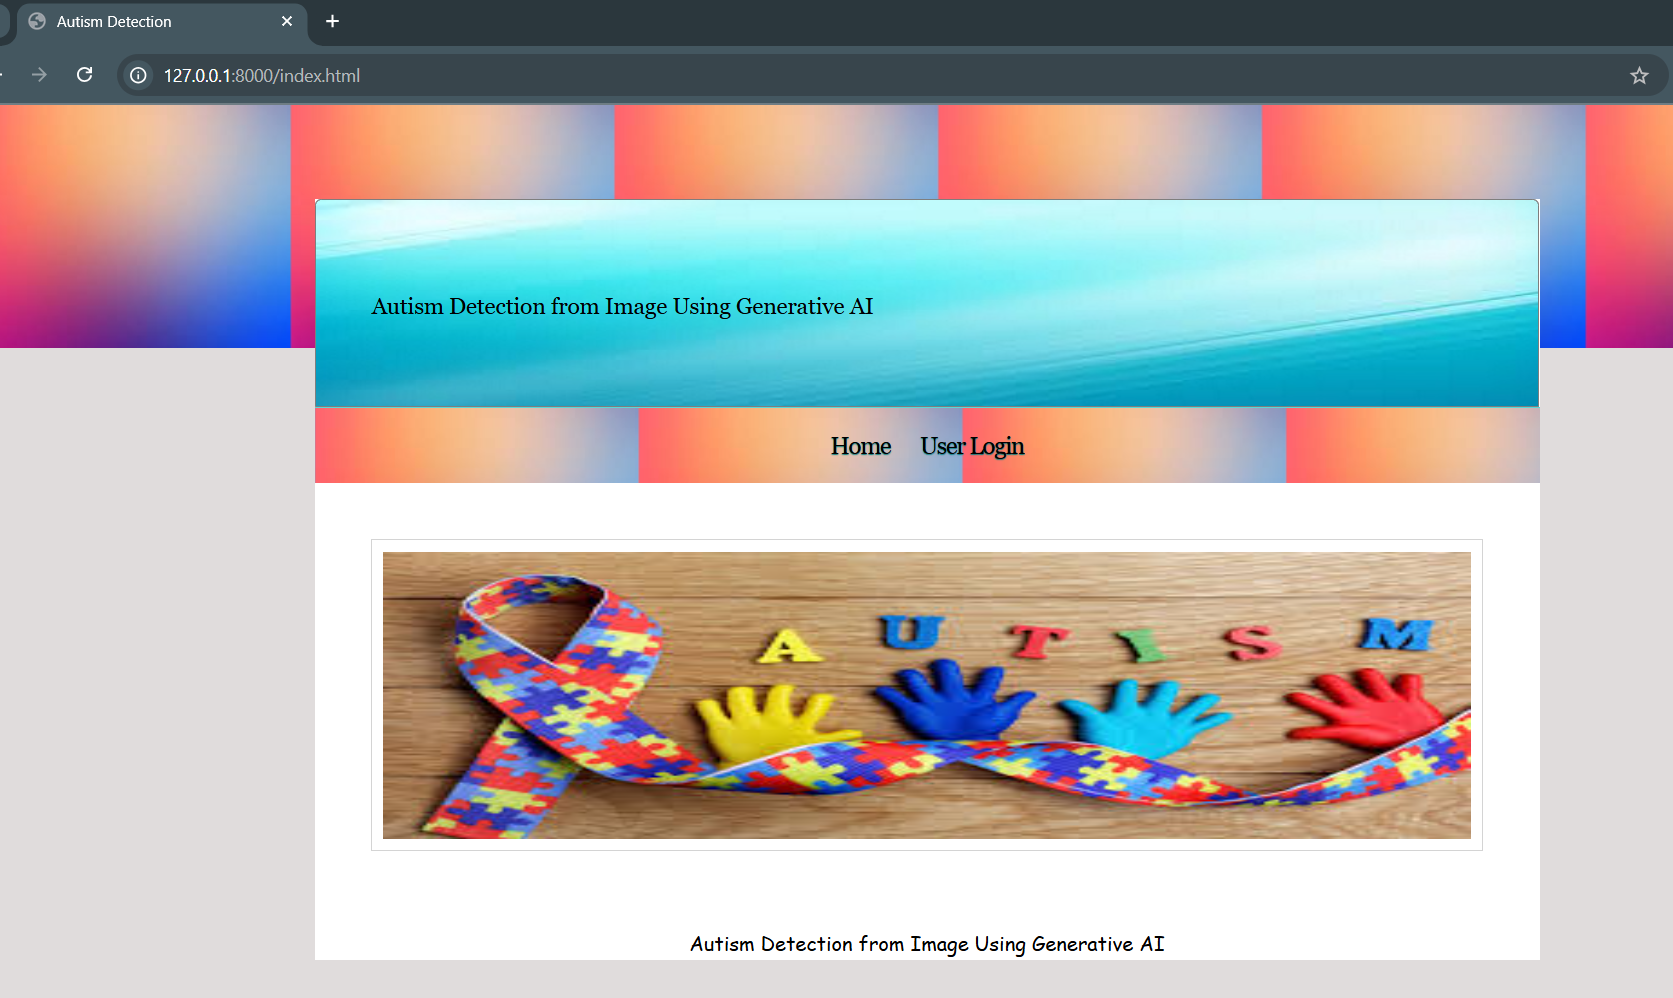 Autism Detection
127.0.0.1:8000/index.html
Autism Detection from Image Using Generative AI
Home User Login
A U T I S M
Autism Detection from Image Using Generative AI